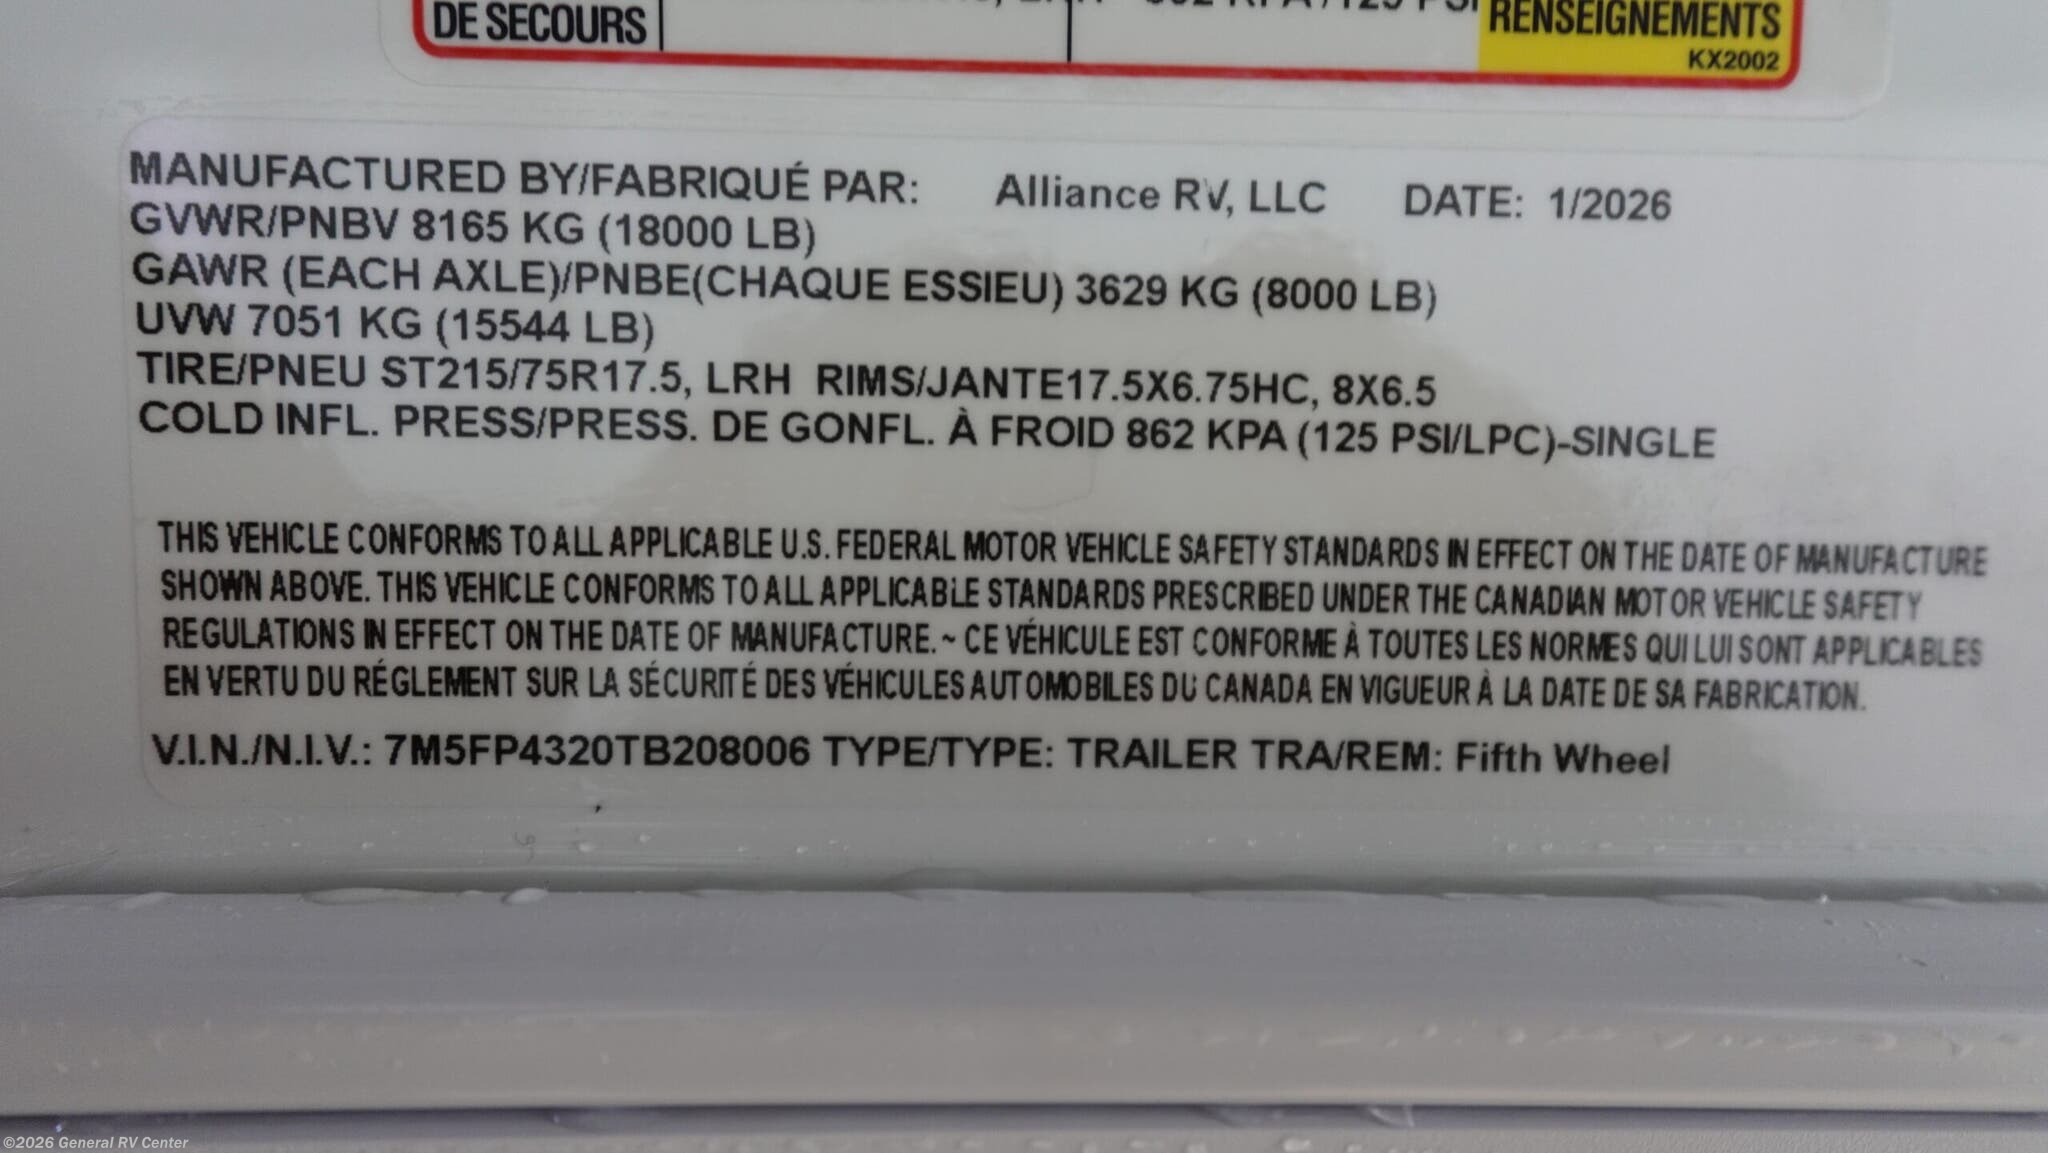 DE SECOURS
RENSEIGNEMENTS
KX2002
MANUFACTURED BY/FABRIQUÉ PAR: Alliance RV, LLC DATE: 1/2026
GVWR/PNBV 8165 KG (18000 LB)
GAWR (EACH AXLE)/PNBE(CHAQUE ESSIEU) 3629 KG (8000 LB)
UVW 7051 KG (15544 LB)
TIRE/PNEU ST215/75R17.5, LRH RIMS/JANTE17.5X6.75HC, 8X6.5
COLD INFL. PRESS/PRESS. DE GONFL. À FROID 862 KPA (125 PSI/LPC)-SINGLE
THIS VEHICLE CONFORMS TO ALL APPLICABLE U.S. FEDERAL MOTOR VEHICLE SAFETY STANDARDS IN EFFECT ON THE DATE OF MANUFACTURE
SHOWN ABOVE. THIS VEHICLE CONFORMS TO ALL APPLICABLE STANDARDS PRESCRIBED UNDER THE CANADIAN MOTOR VEHICLE SAFETY
REGULATIONS IN EFFECT ON THE DATE OF MANUFACTURE. ~ CE VÉHICULE EST CONFORME À TOUTES LES NORMES QUI LUI SONT APPLICABLES
EN VERTU DU RÉGLEMENT SUR LA SÉCURITÉ DES VÉHICULES AUTOMOBILES DU CANADA EN VIGUEUR À LA DATE DE SA FABRICATION.
V.I.N./N.I.V.: 7M5FP4320TB208006 TYPE/TYPE: TRAILER TRA/REM: Fifth Wheel
©2026 General RV Center